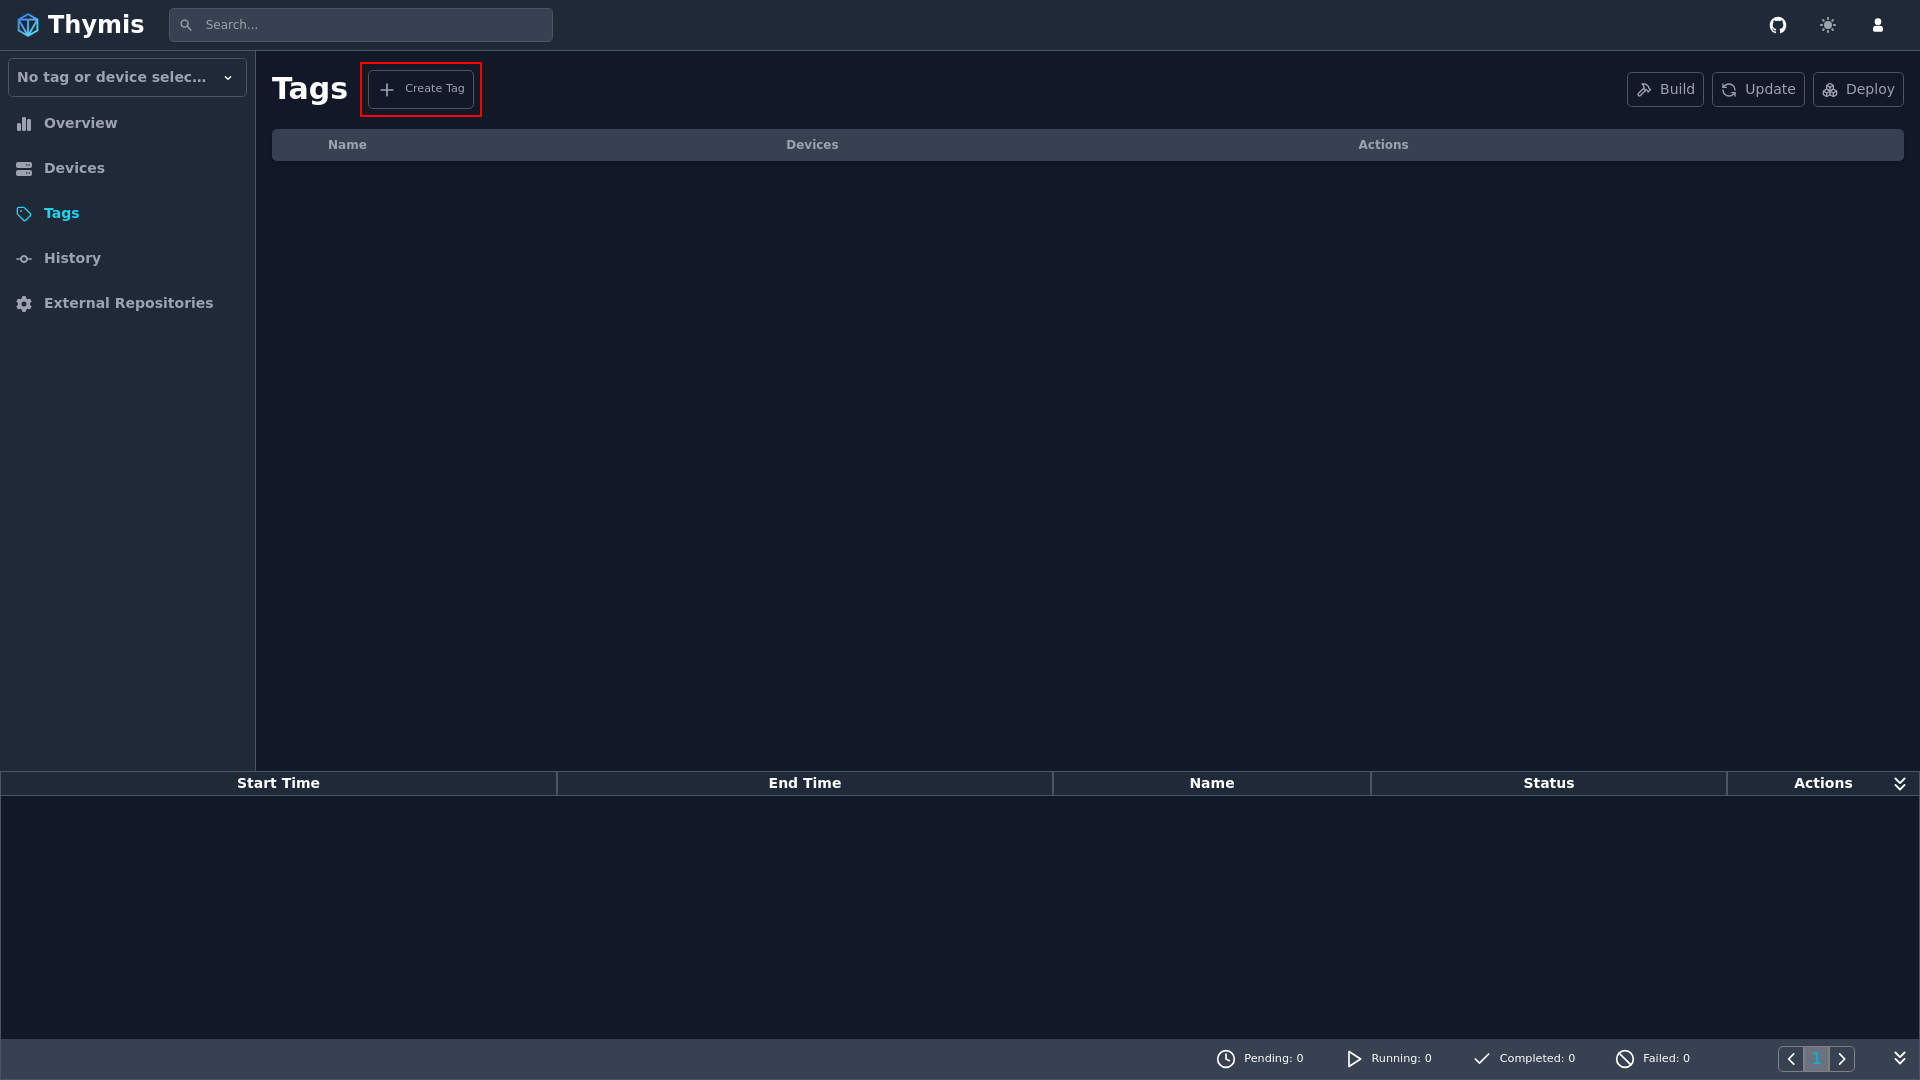 Thymis
Search...
No tag or device selec...
Overview
Devices
Tags
History
External Repositories
Tags
Create Tag
Build
Update
Deploy
Name Devices Actions
Start Time End Time Name Status Actions
Pending: 0 Running: 0 Completed: 0 Failed: 0 1